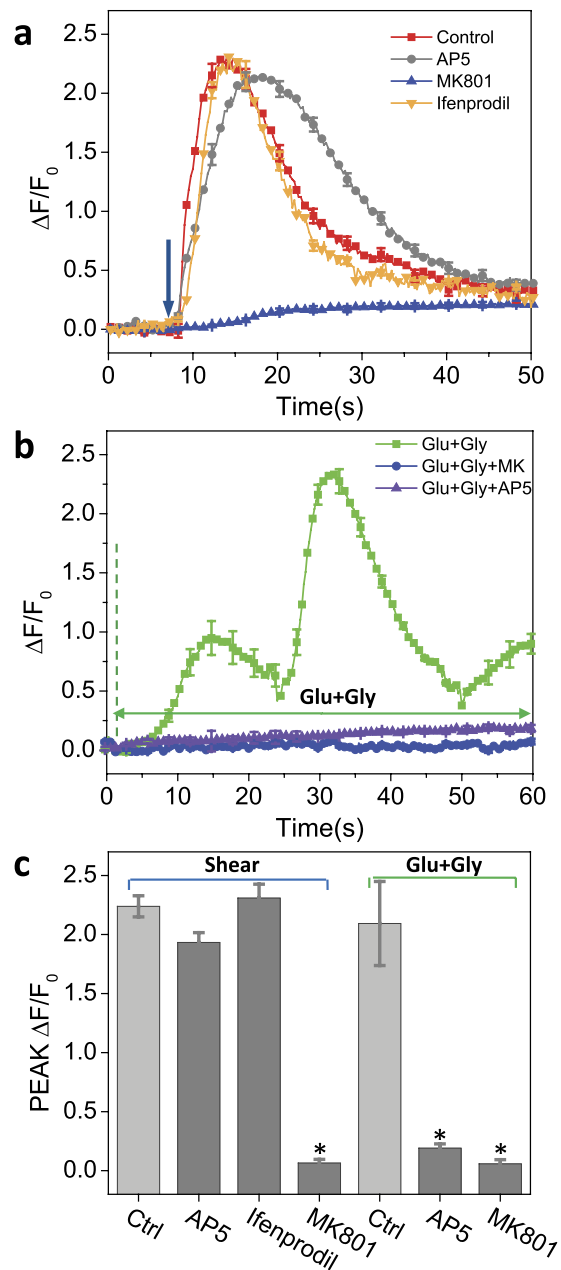 a
Control
AP5
MK801
Ifenprodil
2.5
2.0
1.5
1.0
0.5
0.0
ΔF/F0
0 10 20 30 40 50
Time(s)
b
Glu+Gly
Glu+Gly+MK
Glu+Gly+AP5
2.5
2.0
1.5
1.0
0.5
0.0
ΔF/F0
Glu+Gly
0 10 20 30 40 50 60
Time(s)
c
Shear Glu+Gly
2.5
2.0
1.5
1.0
0.5
0.0
PEAK ΔF/F0
* * *
Ctrl AP5 Ifenprodil MK801 Ctrl AP5 MK801